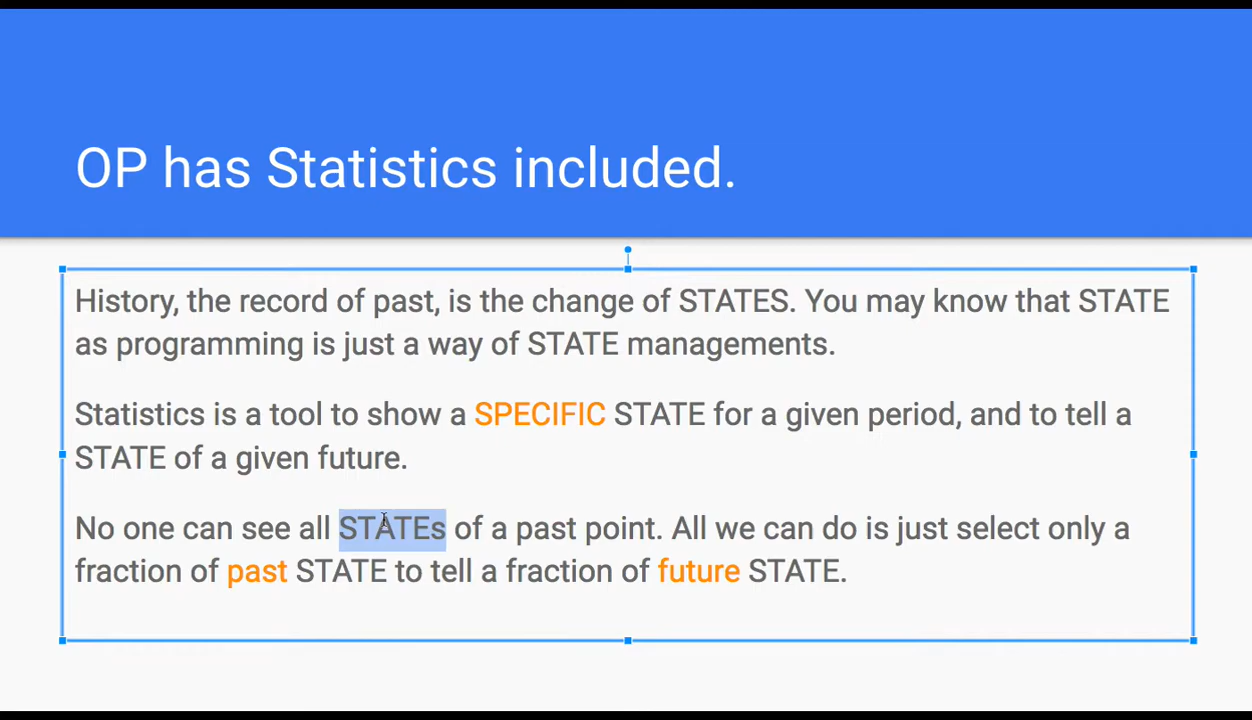 OP has Statistics included.
History, the record of past, is the change of STATES. You may know that STATE
as programming is just a way of STATE managements.
Statistics is a tool to show a SPECIFIC STATE for a given period, and to tell a
STATE of a given future.
No one can see all STATEs of a past point. All we can do is just select only a
fraction of past STATE to tell a fraction of future STATE.